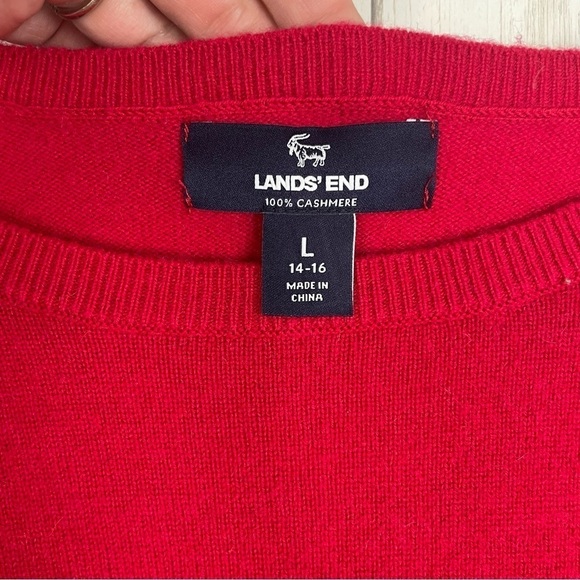 LANDS' END
100% CASHMERE
L
14-16
MADE IN
CHINA